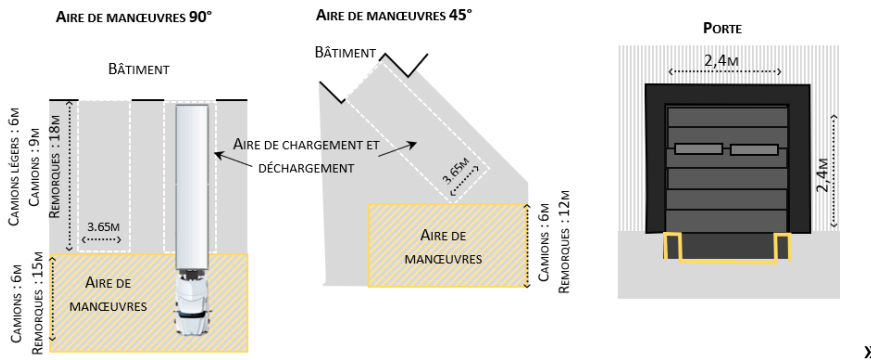 AIRE DE MANŒUVRES 90°
BÂTIMENT
CAMIONS LÉGERS : 6M
CAMIONS : 9M
REMORQUES : 18M
3.65M
CAMIONS : 6M
REMORQUES : 15M
AIRE DE
MANŒUVRES
AIRE DE CHARGEMENT ET
DÉCHARGEMENT
AIRE DE MANŒUVRES 45°
BÂTIMENT
3.65M
AIRE DE
MANŒUVRES
CAMIONS : 6M
REMORQUES : 12M
PORTE
2,4M
2,4M
»